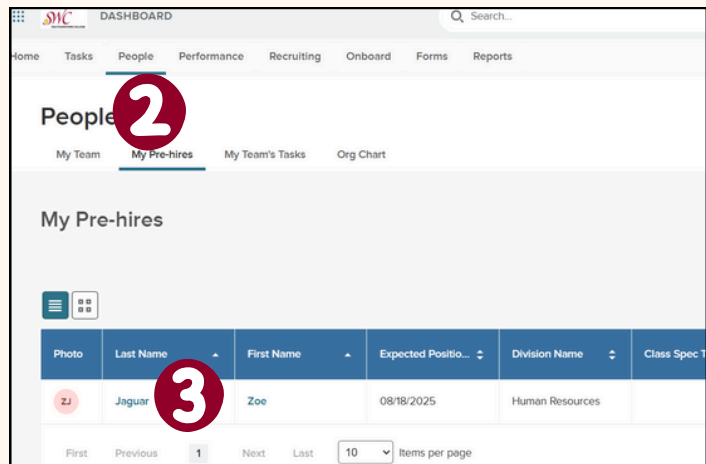 SWC DASHBOARD Search...
Home Tasks People Performance Recruiting Onboard Forms Reports
People
2
My Team My Pre-hires My Team's Tasks Org Chart
My Pre-hires
Photo Last Name First Name Expected Positio... Division Name Class Spec T
ZJ Jaguar 3 Zoe 08/18/2025 Human Resources
First Previous 1 Next Last 10 Items per page